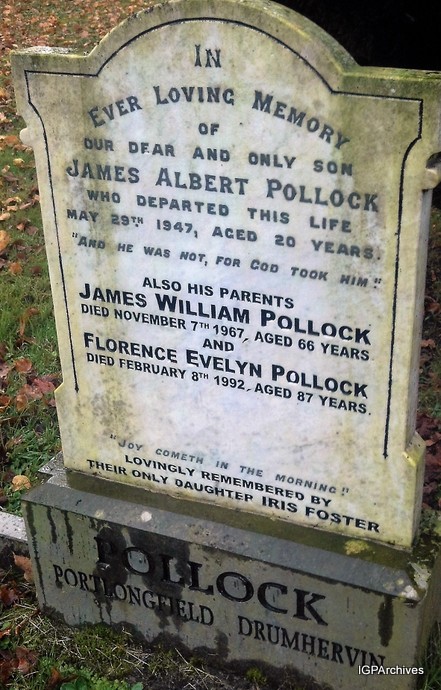 IN
EVER LOVING MEMORY
OF
OUR DEAR AND ONLY SON
JAMES ALBERT POLLOCK
WHO DEPARTED THIS LIFE
MAY 29TH 1947, AGED 20 YEARS.
"AND HE WAS NOT, FOR GOD TOOK HIM"
ALSO HIS PARENTS
JAMES WILLIAM POLLOCK
DIED NOVEMBER 7TH 1967, AGED 66 YEARS
AND
FLORENCE EVELYN POLLOCK
DIED FEBRUARY 8TH 1992, AGED 87 YEARS.
"JOY COMETH IN THE MORNING"
LOVINGLY REMEMBERED BY
THEIR ONLY DAUGHTER IRIS FOSTER
POLLOCK
PORTLONGFIELD DRUMHERVIN
IGPArchives